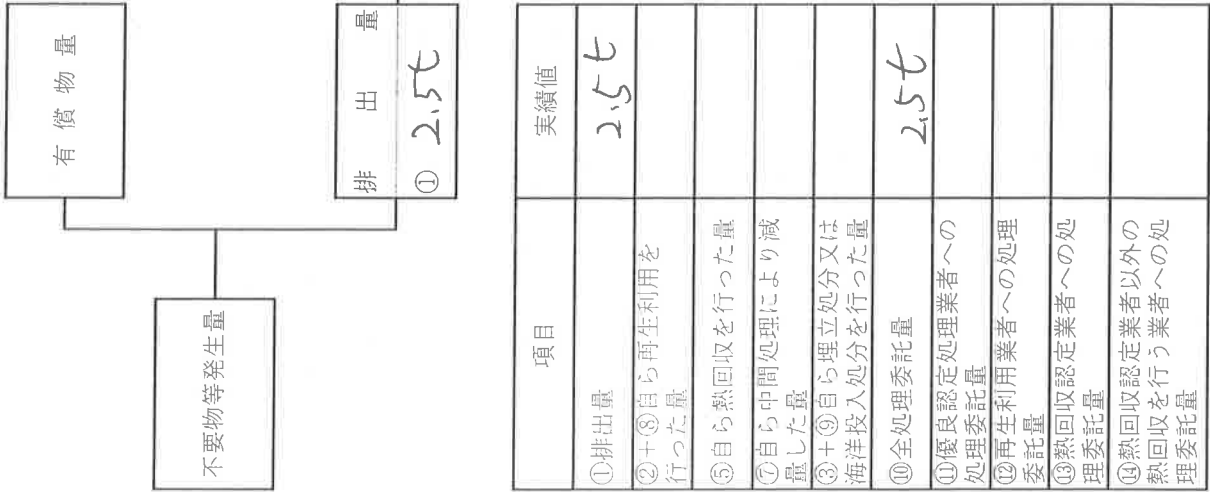 有償物量
不要物等発生量
排出量
① 2.5t
項目 実績値
①排出量 2.5t
②+⑧自ら再生利用を
行った量
⑤自ら熱回収を行った量
⑦自ら中間処理により減
量した量
③+⑨自ら埋立処分又は
海洋投入処分を行った量
⑩全処理委託量 2.5t
⑪優良認定処理業者への
処理委託量
⑫再生利用業者への処理
委託量
⑬熱回収認定業者への処
理委託量
⑭熱回収認定業者以外の
熱回収を行う業者への処
理委託量